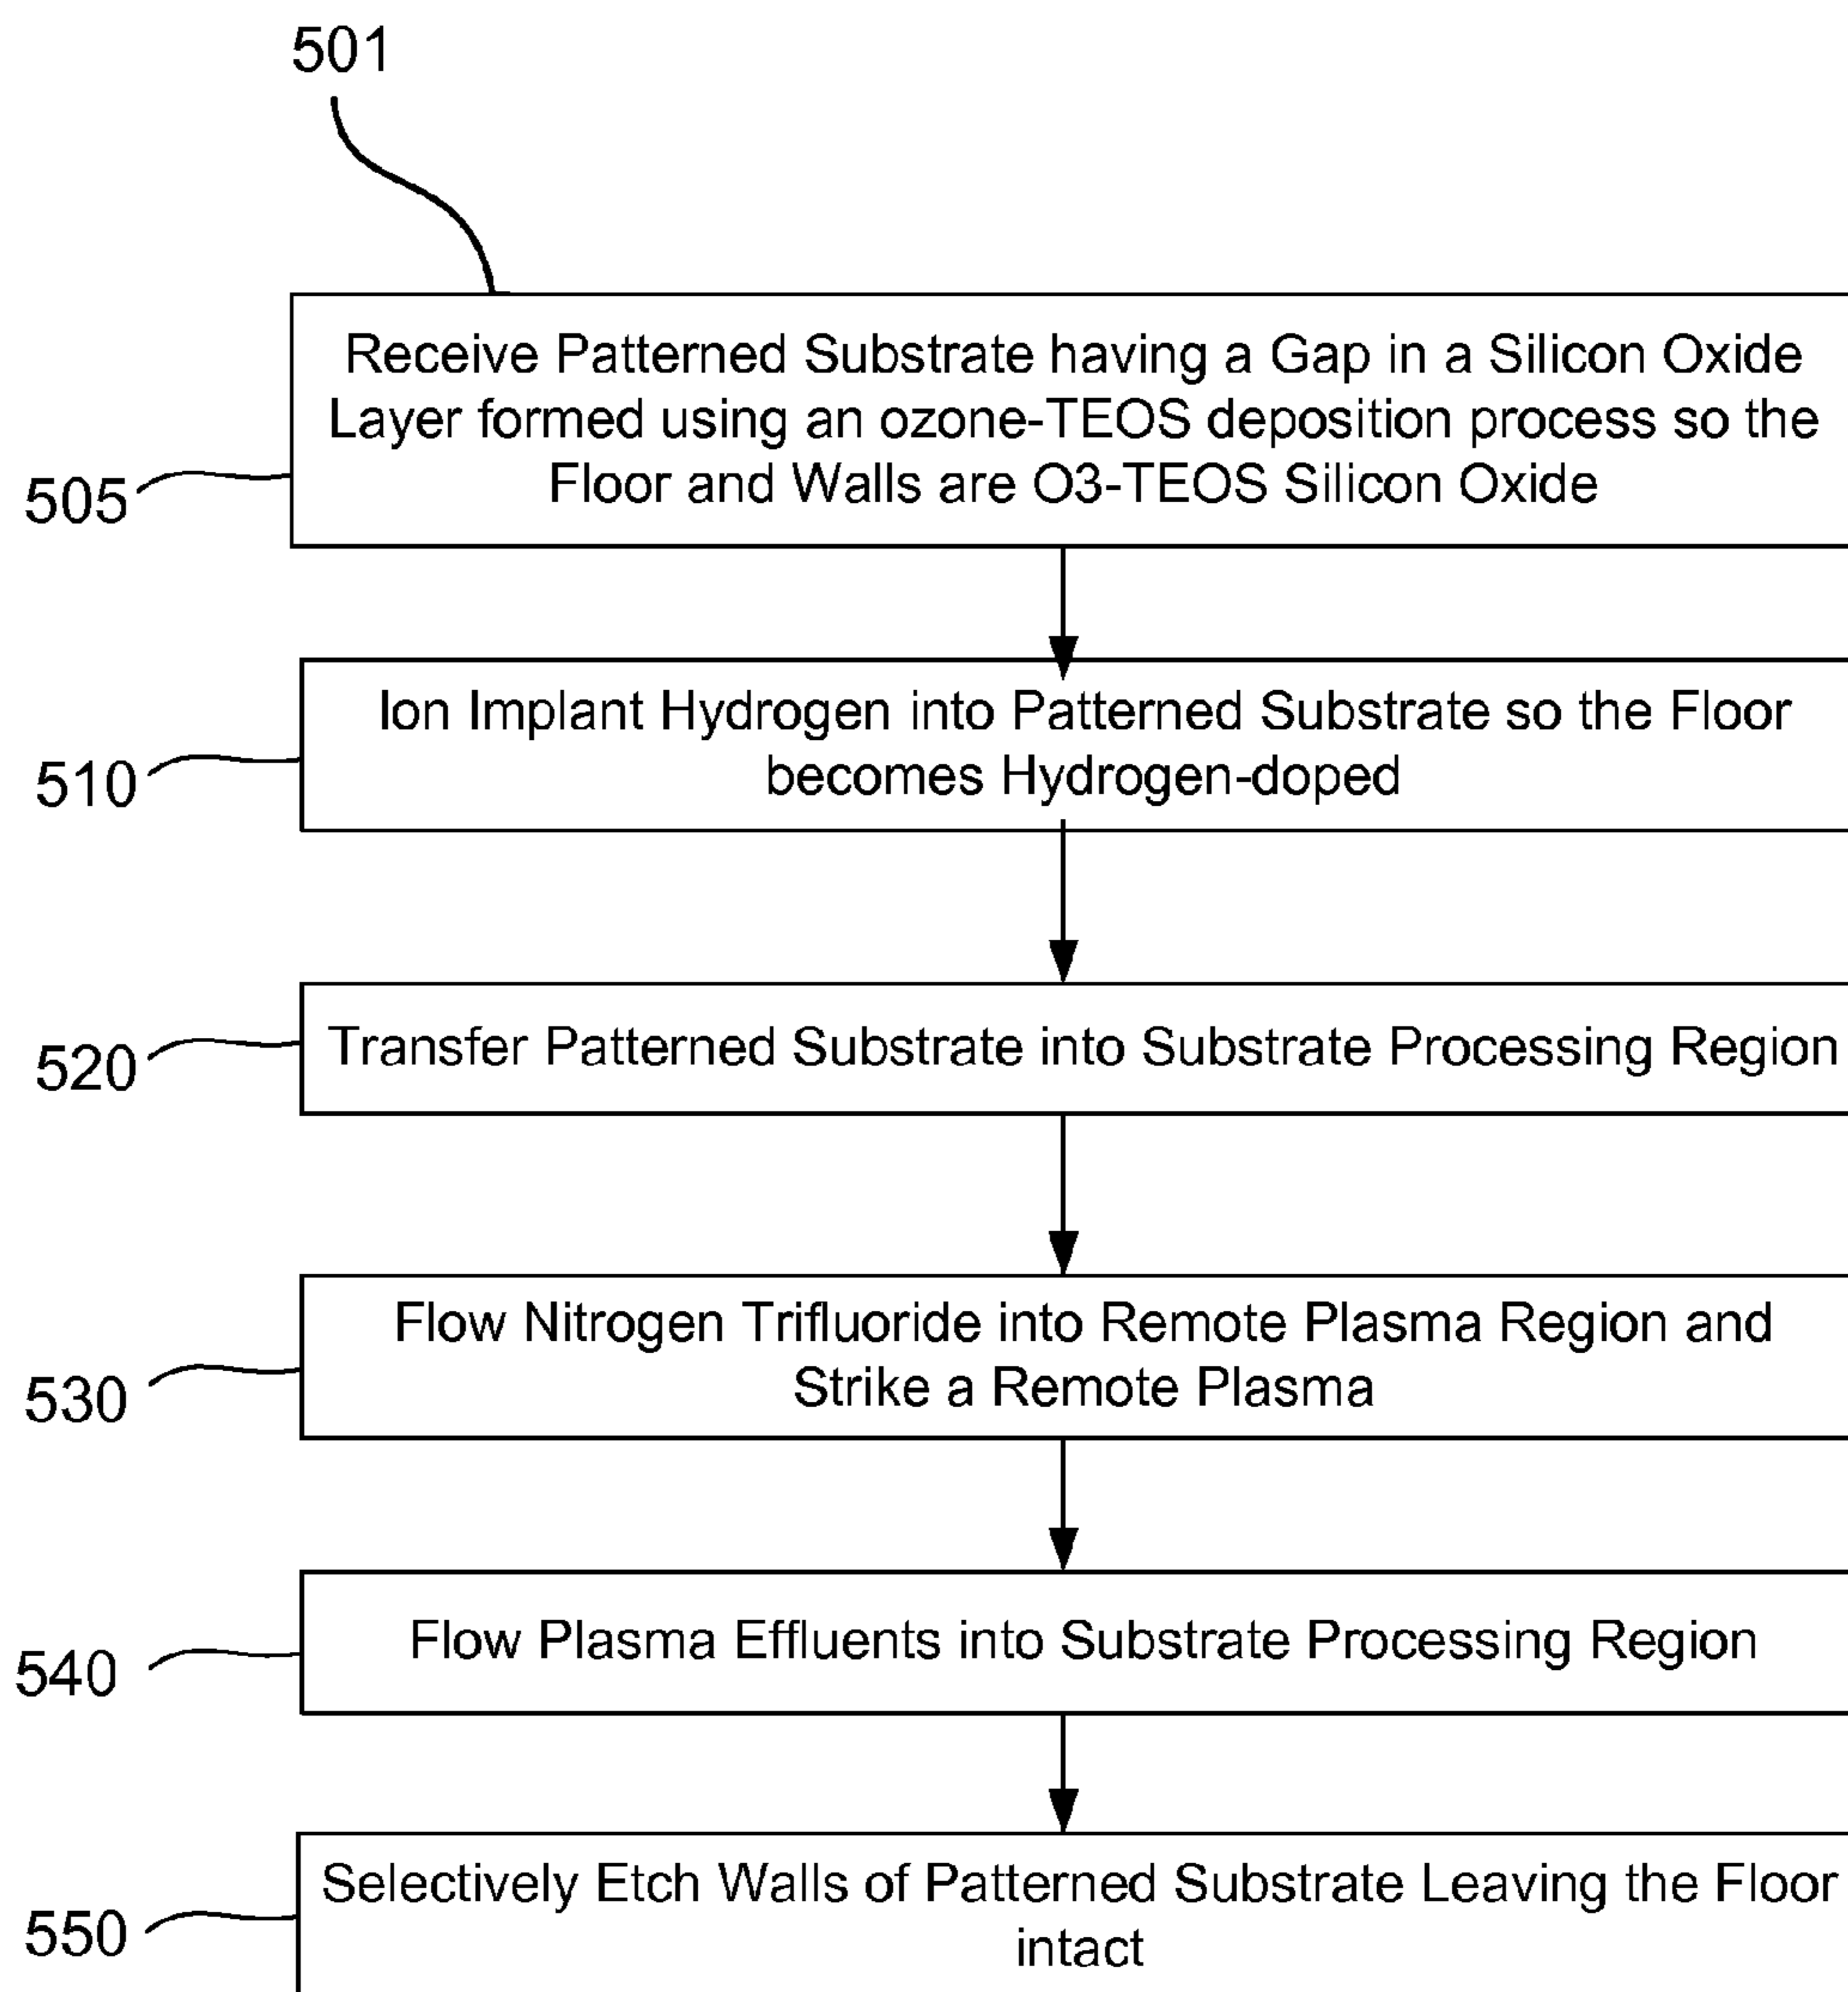 501
Receive Patterned Substrate having a Gap in a Silicon Oxide
Layer formed using an ozone-TEOS deposition process so the
Floor and Walls are O3-TEOS Silicon Oxide
505
Ion Implant Hydrogen into Patterned Substrate so the Floor
becomes Hydrogen-doped
510
Transfer Patterned Substrate into Substrate Processing Region
520
Flow Nitrogen Trifluoride into Remote Plasma Region and
Strike a Remote Plasma
530
Flow Plasma Effluents into Substrate Processing Region
540
Selectively Etch Walls of Patterned Substrate Leaving the Floor
intact
550